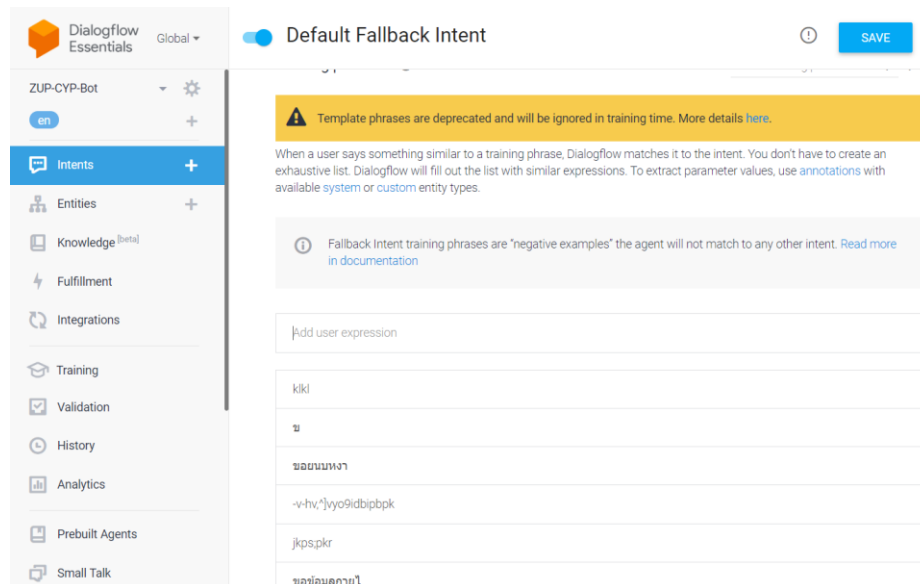 Dialogflow
Essentials
Global
Default Fallback Intent
SAVE
ZUP-CYP-Bot
en
Template phrases are deprecated and will be ignored in training time. More details here.
Intents
When a user says something similar to a training phrase, Dialogflow matches it to the intent. You don't have to create an
exhaustive list. Dialogflow will fill out the list with similar expressions. To extract parameter values, use annotations with
available system or custom entity types.
Entities
Knowledge [beta]
Fallback Intent training phrases are "negative examples" the agent will not match to any other intent. Read more
in documentation
Fulfillment
Integrations
Add user expression
Training
klkl
Validation
ข
History
ขอยนบหงา
Analytics
-v-hv,^]vyo9idbipbpk
Prebuilt Agents
jkps;pkr
Small Talk